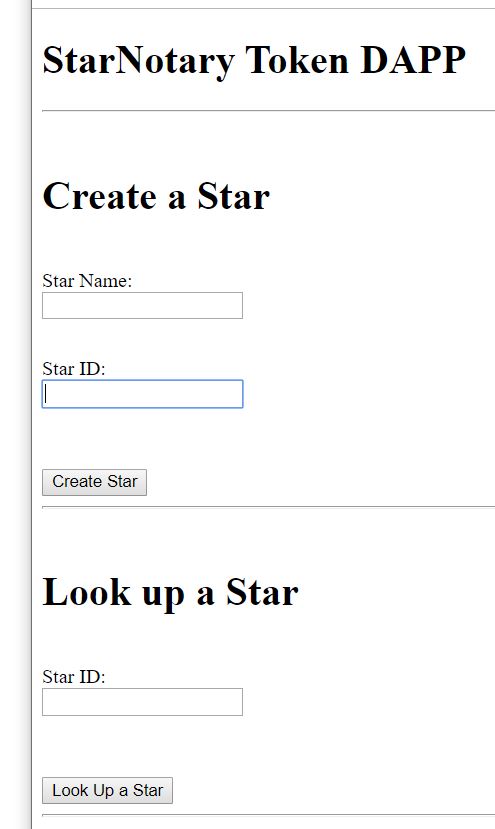 StarNotary Token DAPP
Create a Star
Star Name:
Star ID:
Create Star
Look up a Star
Star ID:
Look Up a Star